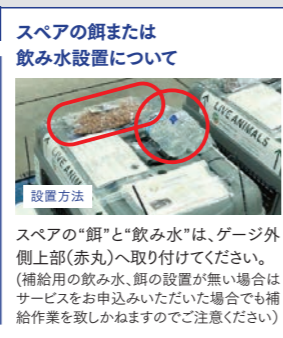 スペアの餌または
飲み水設置について
LIVE ANIMALS
LIVE ANIMALS
設置方法
スペアの“餌”と“飲み水”は、ゲージ外
側上部(赤丸)へ取り付けてください。
(補給用の飲み水、餌の設置が無い場合は
サービスをお申込みいただいた場合でも補
給作業を致しかねますのでご注意ください)